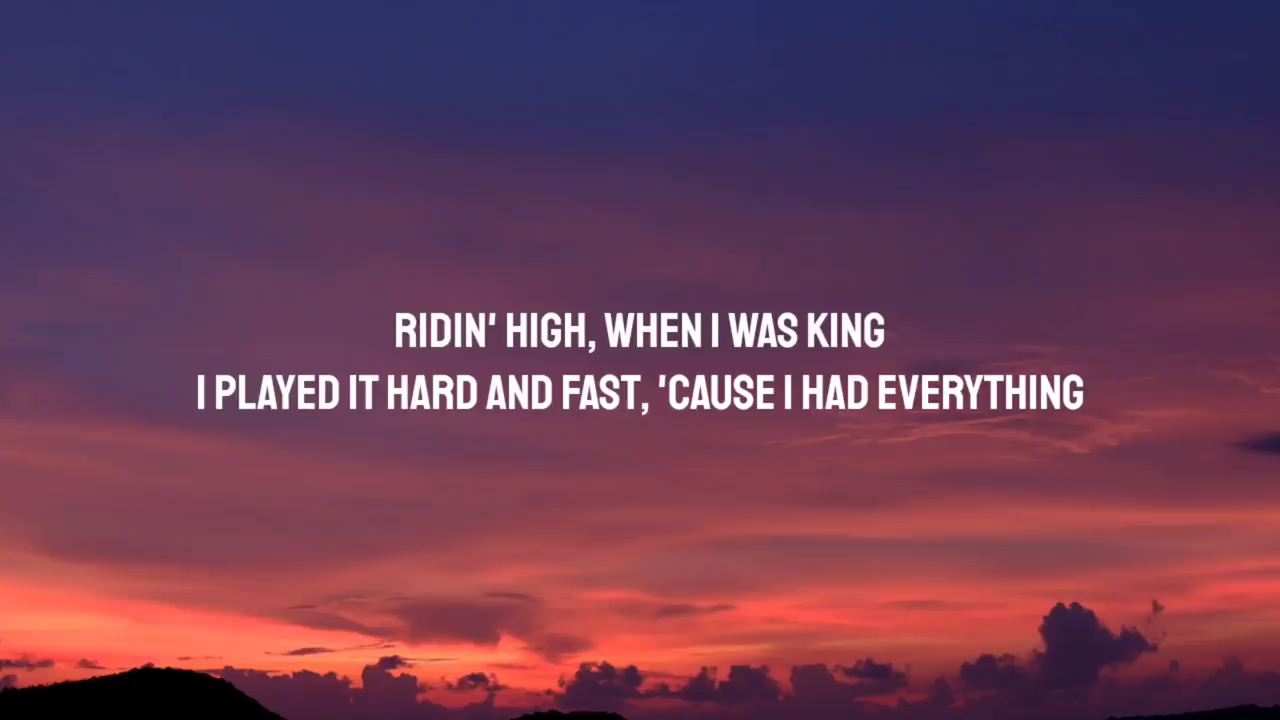 RIDIN' HIGH, WHEN I WAS KING
I PLAYED IT HARD AND FAST, 'CAUSE I HAD EVERYTHING